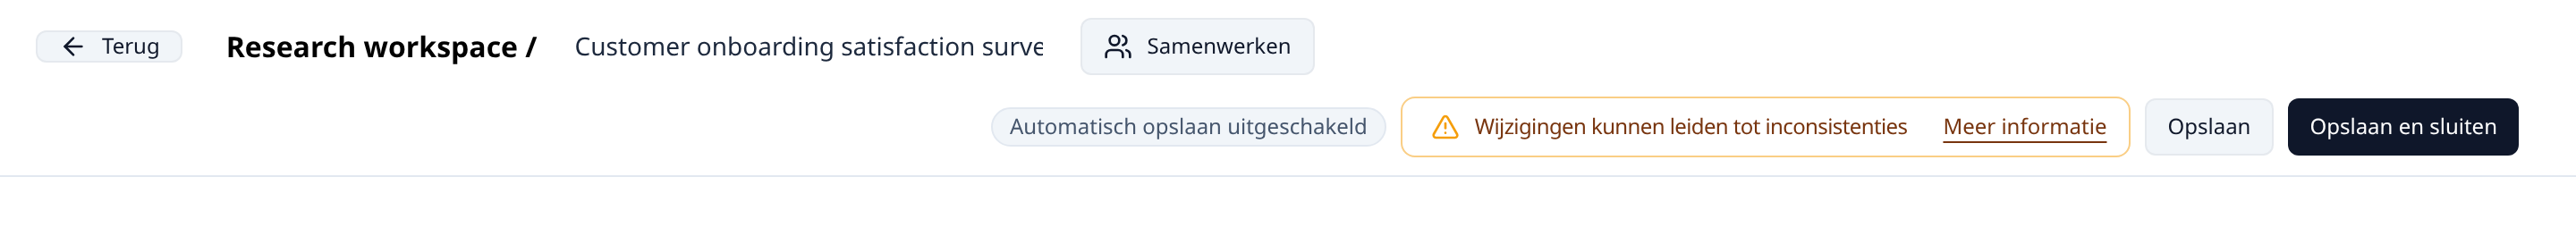 Terug Research workspace / Customer onboarding satisfaction surve Samenwerken
Automatisch opslaan uitgeschakeld Wijzigingen kunnen leiden tot inconsistenties Meer informatie Opslaan Opslaan en sluiten